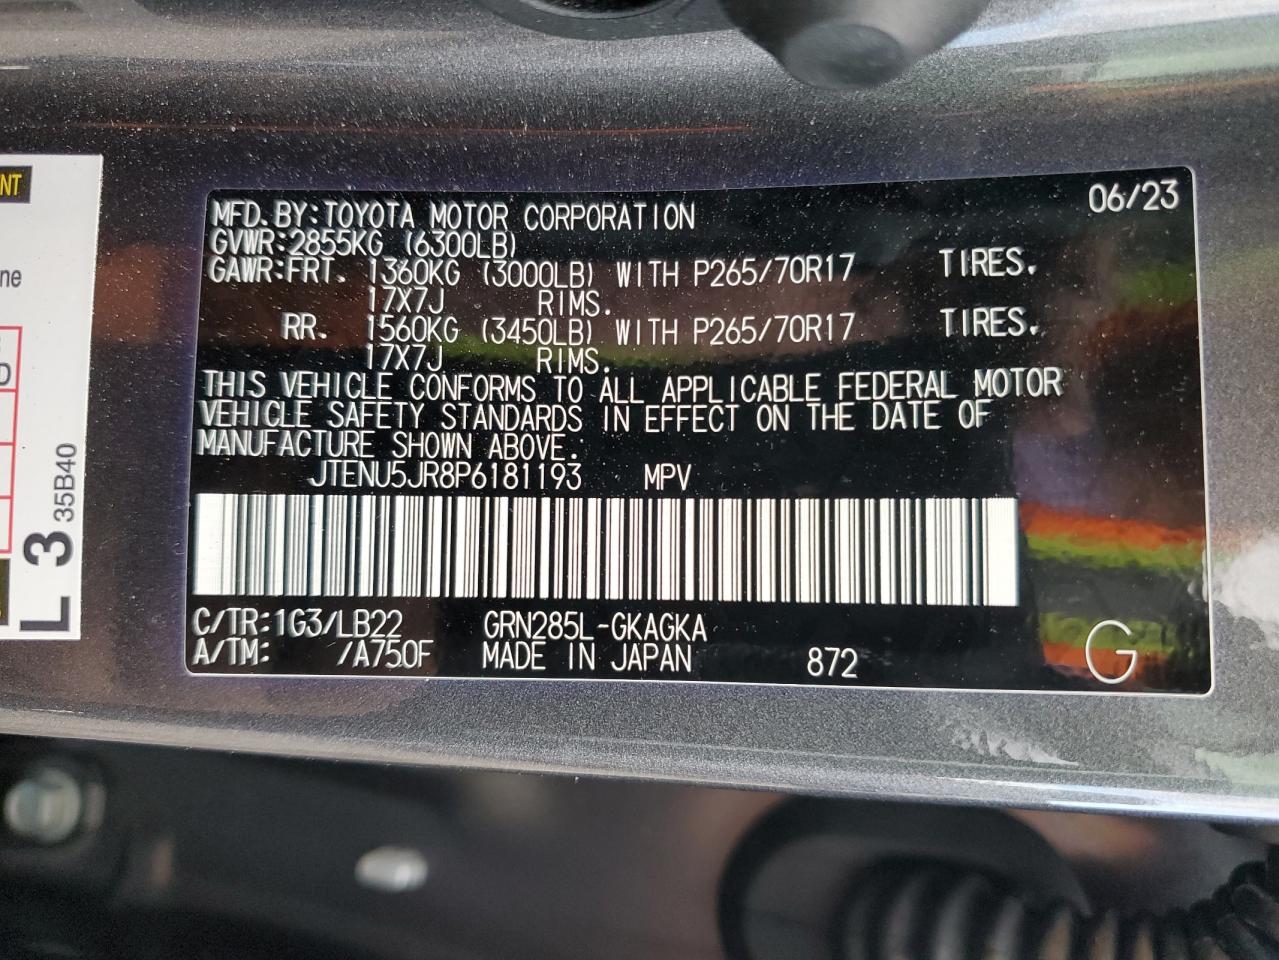 06/23
MFD.BY:TOYOTA MOTOR CORPORATION
GVWR:2855KG (6300LB)
GAWR:FRT. 1360KG (3000LB) WITH P265/70R17 TIRES.
17X7J RIMS.
RR. 1560KG (3450LB) WITH P265/70R17 TIRES.
17X7J RIMS.
THIS VEHICLE CONFORMS TO ALL APPLICABLE FEDERAL MOTOR
VEHICLE SAFETY STANDARDS IN EFFECT ON THE DATE OF
MANUFACTURE SHOWN ABOVE.
JTENU5JR8P6181193 MPV
C/TR:1G3/LB22 GRN285L-GKAGKA
A/TM: /A750F MADE IN JAPAN 872 G
NT
ne
D
L 3 35B40